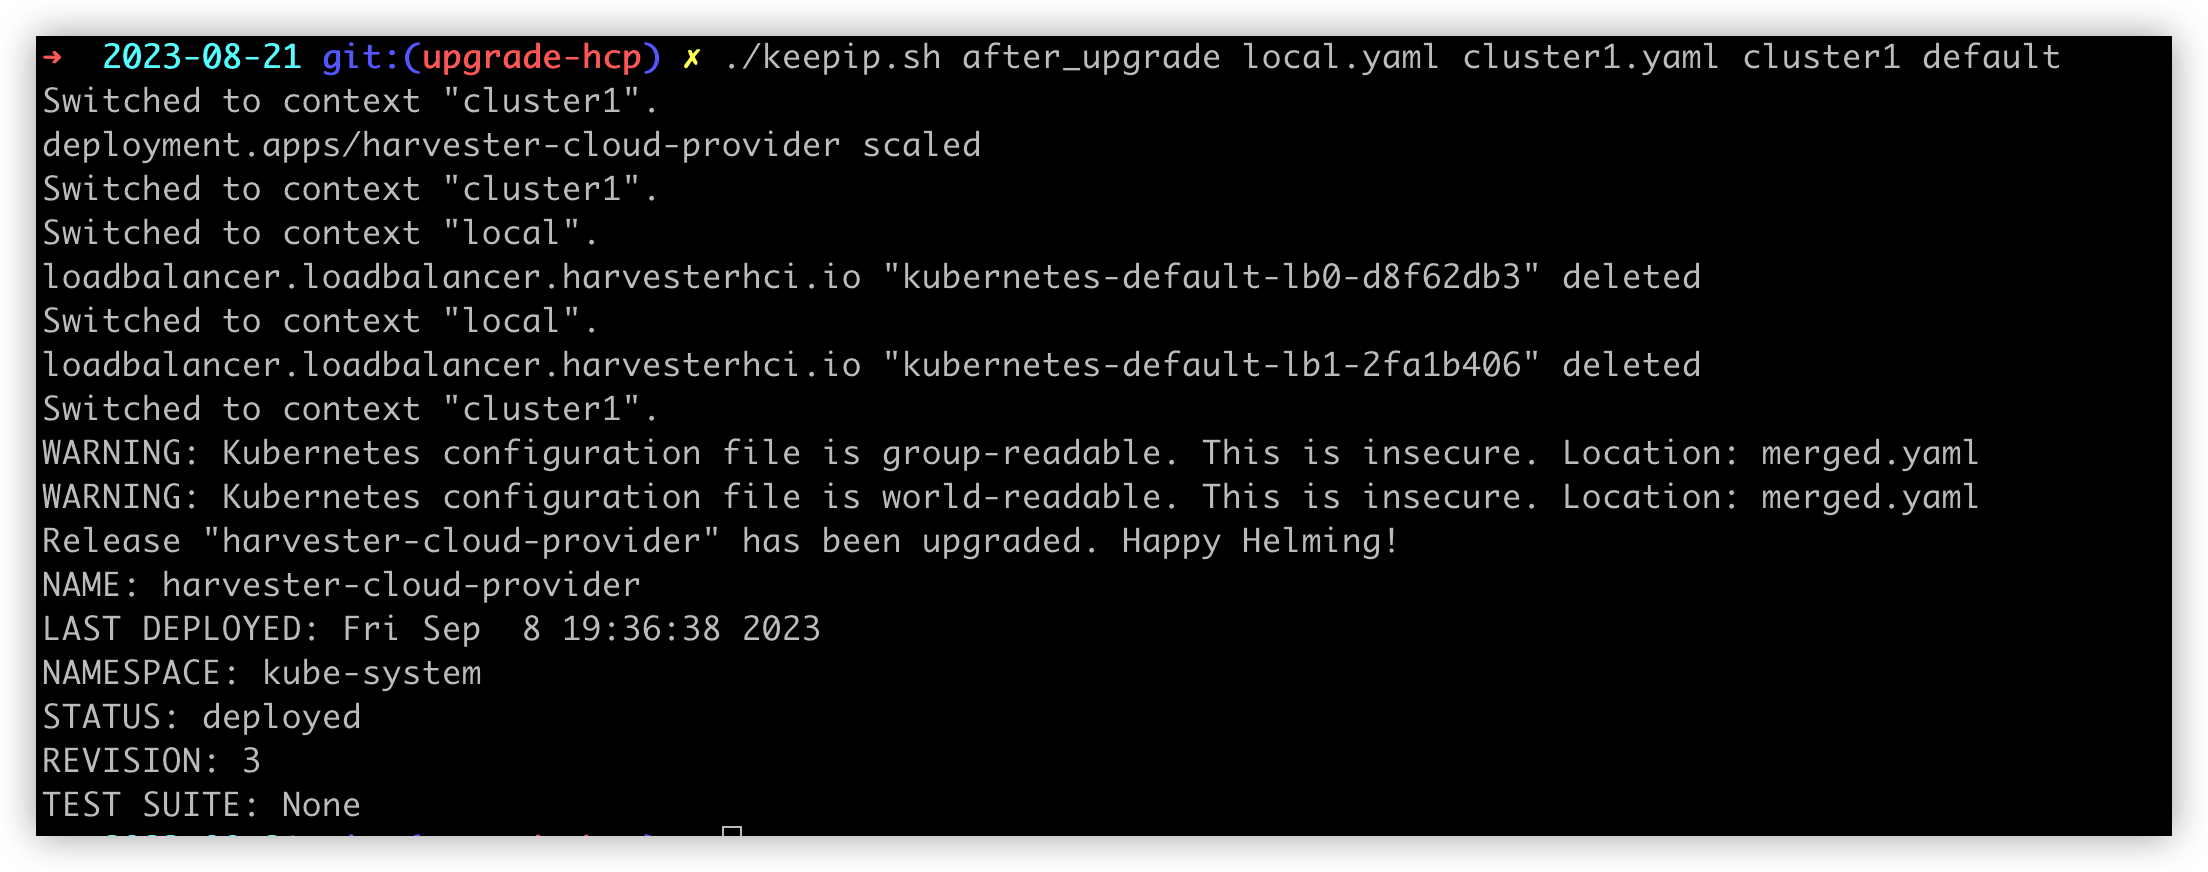 → 2023-08-21 git:(upgrade-hcp) ✗ ./keepip.sh after_upgrade local.yaml cluster1.yaml cluster1 default
Switched to context "cluster1".
deployment.apps/harvester-cloud-provider scaled
Switched to context "cluster1".
Switched to context "local".
loadbalancer.loadbalancer.harvesterhci.io "kubernetes-default-lb0-d8f62db3" deleted
Switched to context "local".
loadbalancer.loadbalancer.harvesterhci.io "kubernetes-default-lb1-2fa1b406" deleted
Switched to context "cluster1".
WARNING: Kubernetes configuration file is group-readable. This is insecure. Location: merged.yaml
WARNING: Kubernetes configuration file is world-readable. This is insecure. Location: merged.yaml
Release "harvester-cloud-provider" has been upgraded. Happy Helming!
NAME: harvester-cloud-provider
LAST DEPLOYED: Fri Sep  8 19:36:38 2023
NAMESPACE: kube-system
STATUS: deployed
REVISION: 3
TEST SUITE: None